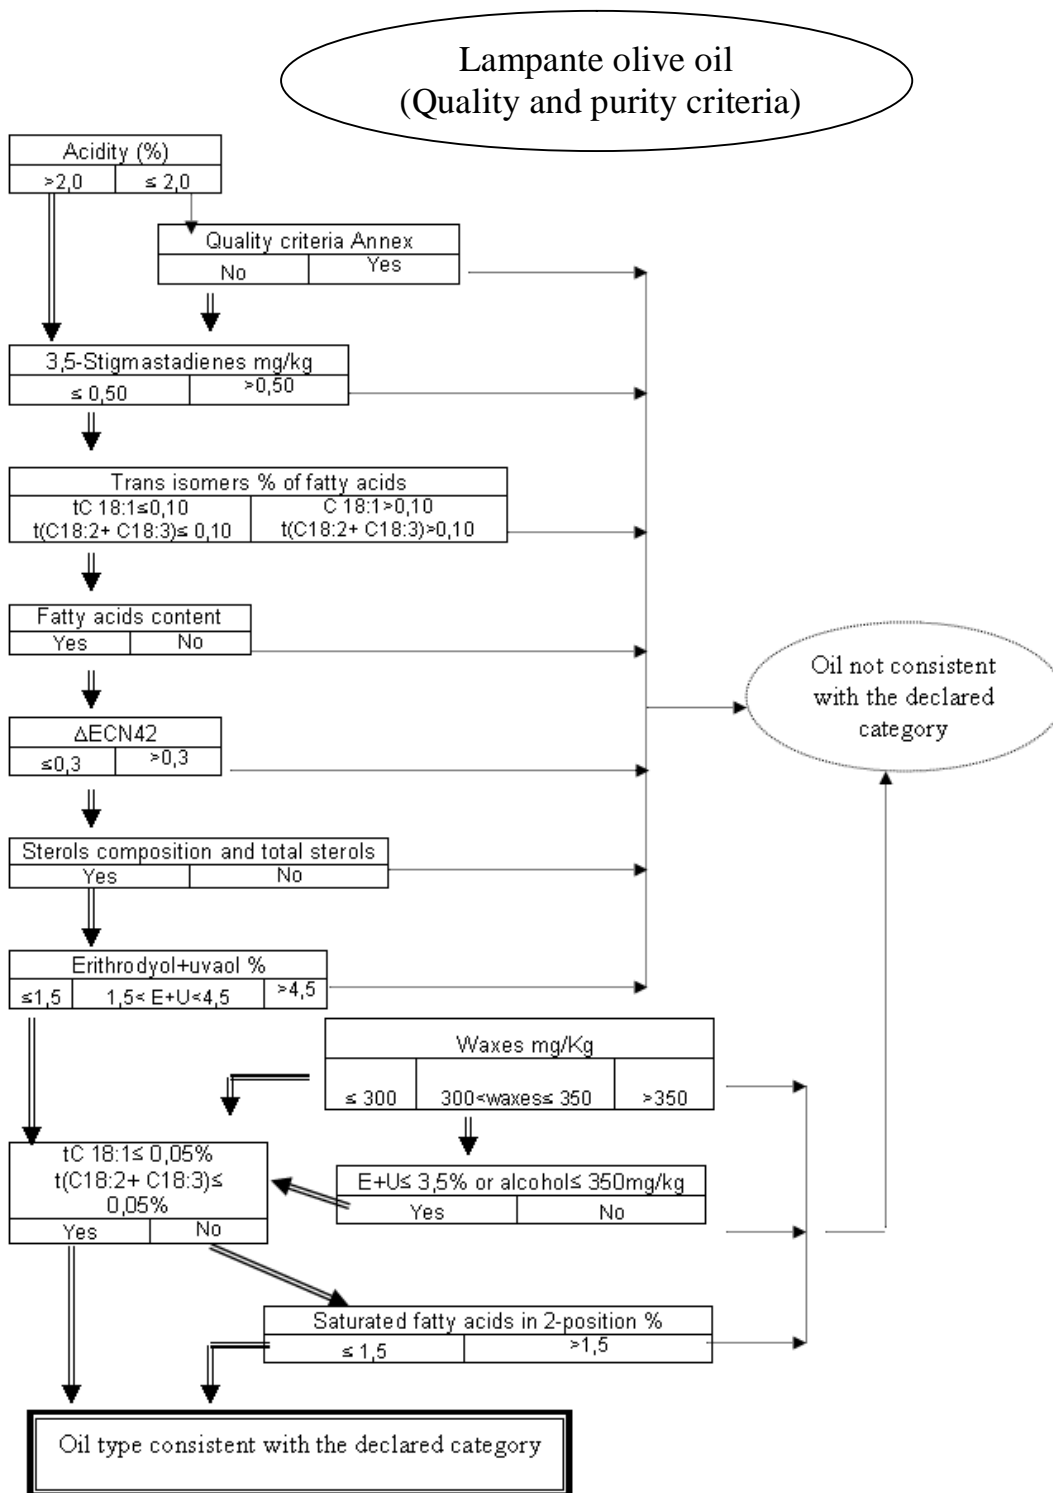 Lampante olive oil
(Quality and purity criteria)
Acidity (%)
>2,0 ≤ 2,0
Quality criteria Annex
No Yes
3,5-Stigmastadienes mg/kg
≤ 0,50 >0,50
Trans isomers % of fatty acids
tC 18:1≤0,10 C 18:1>0,10
t(C18:2+ C18:3)≤ 0,10 t(C18:2+ C18:3)>0,10
Fatty acids content
Yes No
Oil not consistent
with the declared
category
ΔECN42
≤0,3 >0,3
Sterols composition and total sterols
Yes No
Erithrodyol+uvaol %
≤1,5 1,5< E+U<4,5 >4,5
Waxes mg/Kg
≤ 300 300<waxes≤ 350 >350
tC 18:1≤ 0,05%
t(C18:2+ C18:3)≤
0,05%
Yes No
E+U≤ 3,5% or alcohol≤ 350mg/kg
Yes No
Saturated fatty acids in 2-position %
≤ 1,5 >1,5
Oil type consistent with the declared category